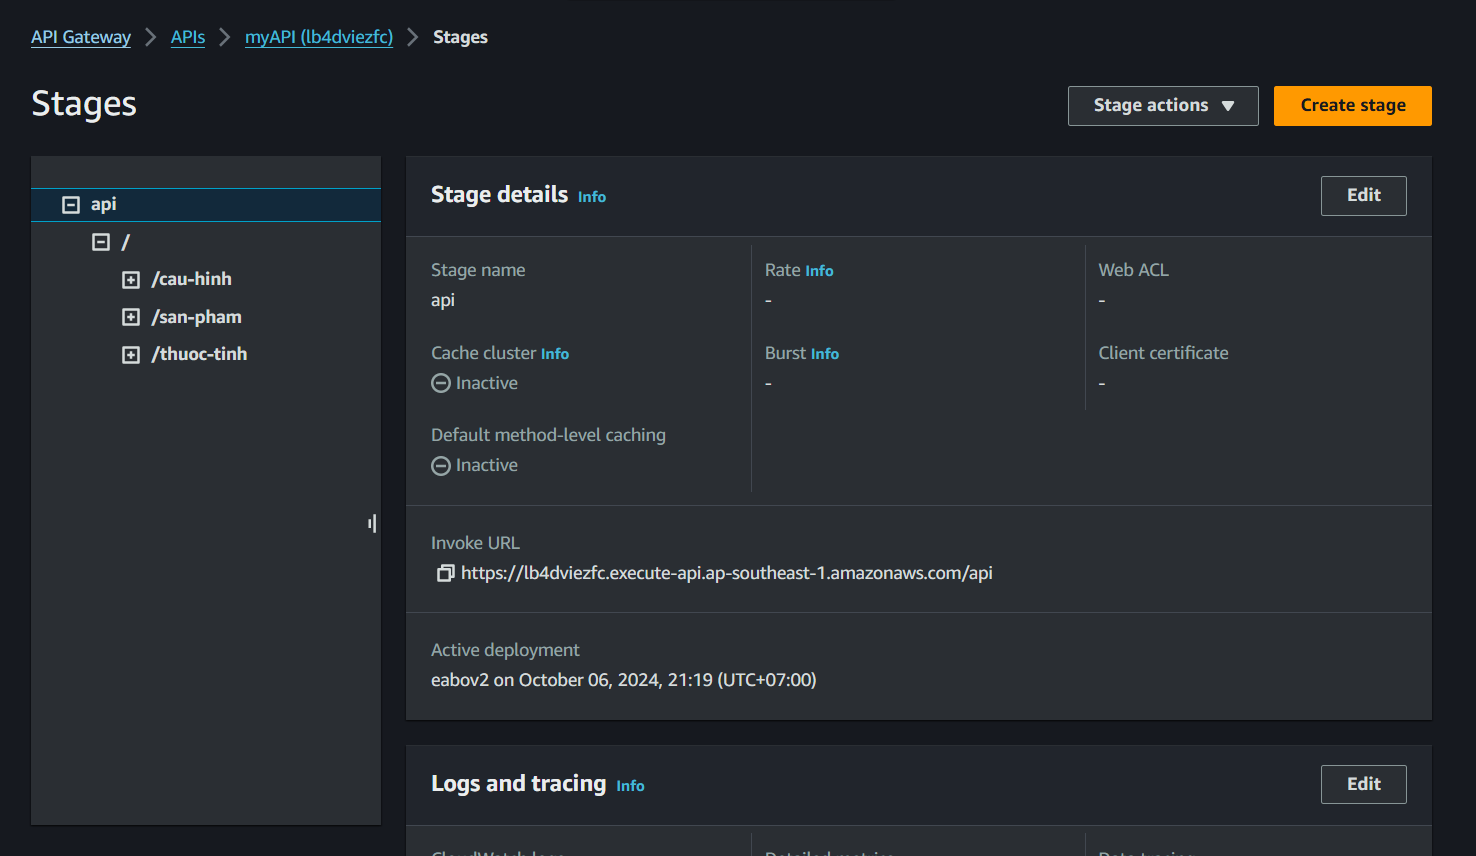 API Gateway > APIs > myAPI (lb4dviezfc) > Stages
Stages
Stage actions ▼
Create stage
api
/
/cau-hinh
/san-pham
/thuoc-tinh
Stage details Info
Edit
Stage name
api
Rate Info
-
Web ACL
-
Cache cluster Info
Inactive
Burst Info
-
Client certificate
-
Default method-level caching
Inactive
Invoke URL
https://lb4dviezfc.execute-api.ap-southeast-1.amazonaws.com/api
Active deployment
eabov2 on October 06, 2024, 21:19 (UTC+07:00)
Logs and tracing Info
Edit